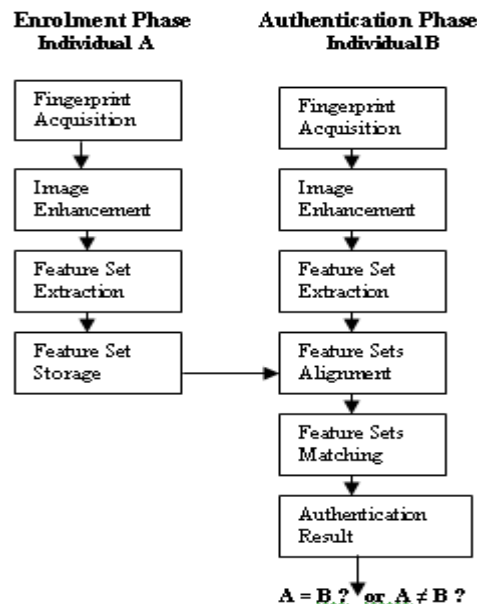 Enrolment Phase
Individual A
Fingerprint
Acquisition
Image
Enhancement
Feature Set
Extraction
Feature Set
Storage
Authentication Phase
Individual B
Fingerprint
Acquisition
Image
Enhancement
Feature Set
Extraction
Feature Sets
Alignment
Feature Sets
Matching
Authentication
Result
A = B ? or A ≠ B ?